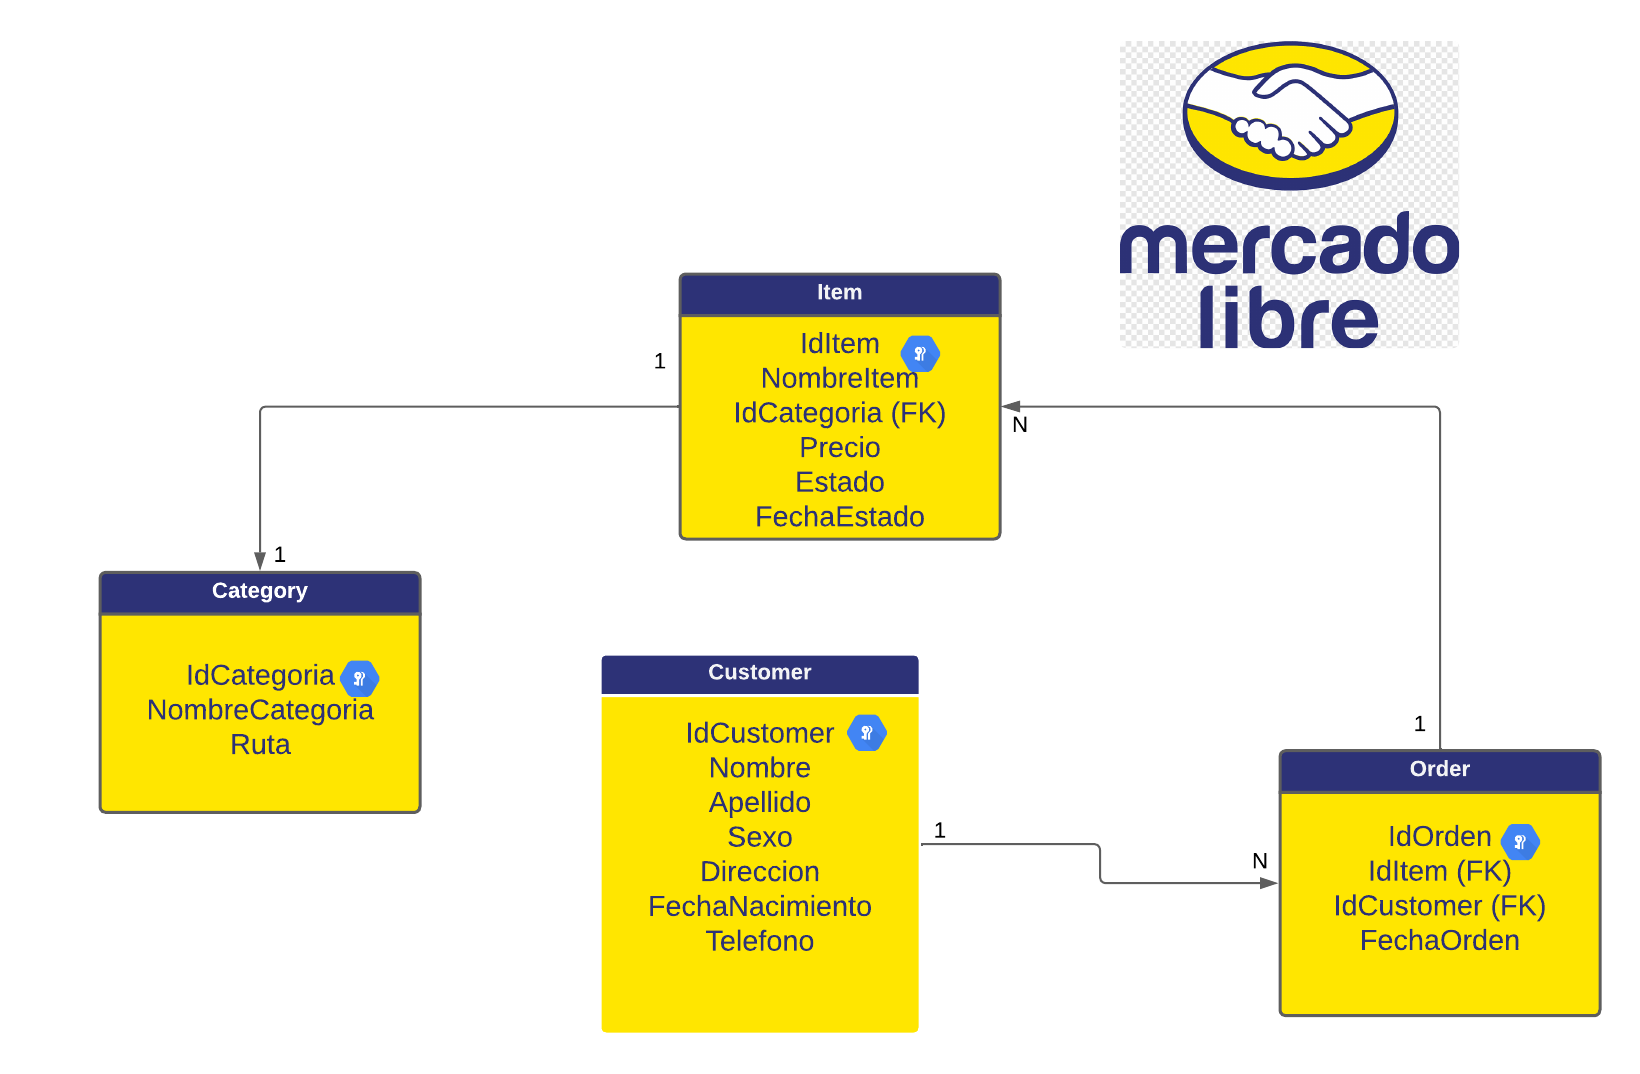 mercado
libre
Item
IdItem
NombreItem
IdCategoria (FK)
Precio
Estado
FechaEstado
1
N
1
Category
IdCategoria
NombreCategoria
Ruta
Customer
IdCustomer
Nombre
Apellido
Sexo
Direccion
FechaNacimiento
Telefono
1
N
1
Order
IdOrden
IdItem (FK)
IdCustomer (FK)
FechaOrden